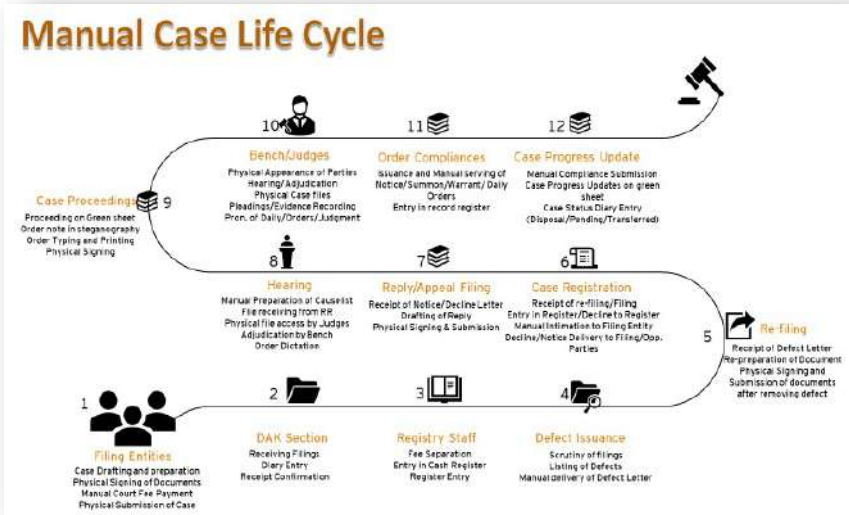 Manual Case Life Cycle
1
Filing Entities
Case Drafting and preparation
Physical Signing of Documents
Manual Court Fee Payment
Physical Submission of Case
2
DAK Section
Receiving Filings
Diary Entry
Receipt Confirmation
3
Registry Staff
Fee Separation
Entry in Cash Register
Register Entry
4
Defect Issuance
Scrutiny of filings
Listing of Defects
Manual delivery of Defect Letter
5
Re-filing
Receipt of Defect Letter
Re-preparation of Document
Physical Signing and
Submission of documents
after removing defect
6
Case Registration
Receipt of re-filing/Filing
Entry in Register/Decline to Register
Manual Intimation to Filing Entity
Decline/Notice Delivery to Filing/Opp.
Parties
7
Reply/Appeal Filing
Receipt of Notice/Decline Letter
Drafting of Reply
Physical Signing & Submission
8
Hearing
Manual Preparation of Causelist
File receiving from RR
Physical file access by Judges
Adjudication by Bench
Order Dictation
9
Case Proceedings
Proceeding on Green sheet
Order note in steganography
Order Typing and Printing
Physical Signing
10
Bench/Judges
Physical Appearance of Parties
Hearing/Adjudication
Physical Case files
Pleadings/Evidence Recording
Pron. of Daily/Orders/Judgment
11
Order Compliances
Issuance and Manual serving of
Notice/Summon/Warrant/Daily
Orders
Entry in record register
12
Case Progress Update
Manual Compliance Submission
Case Progress Updates on green
sheet
Case Status Diary Entry
(Disposal/Pending/Transferred)